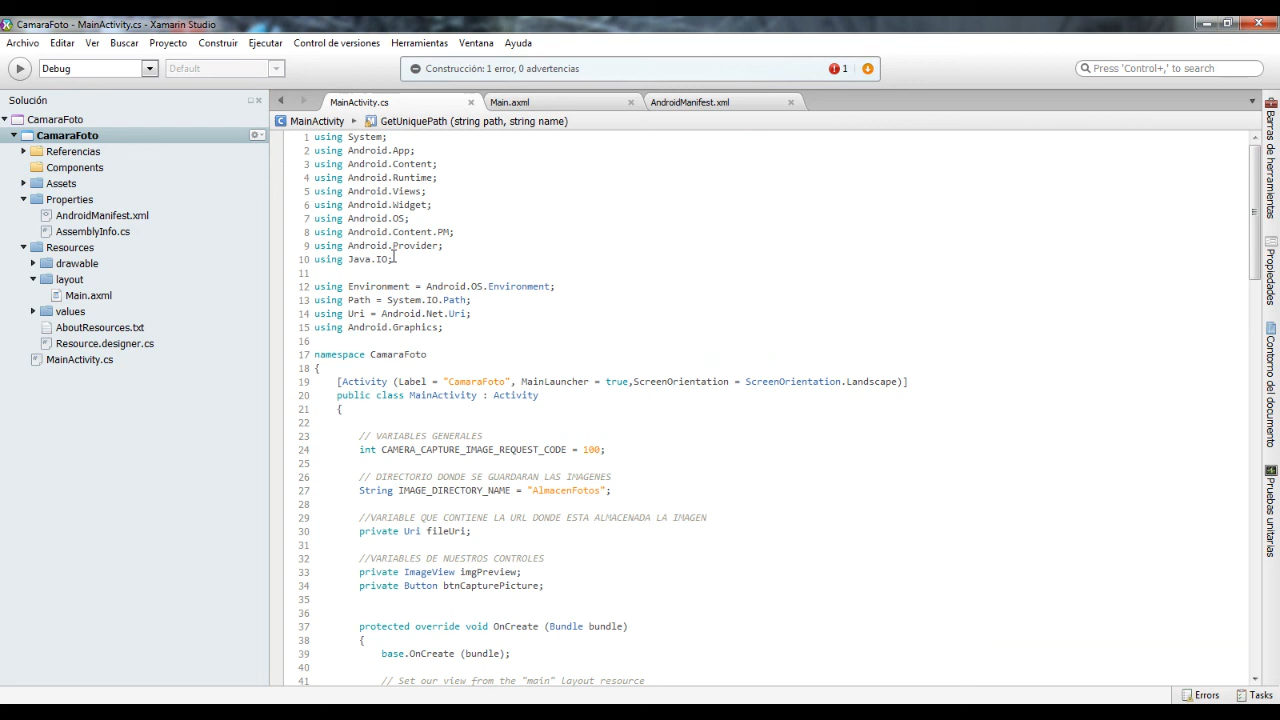 CamaraFoto - MainActivity.cs - Xamarin Studio
Archivo Editar Ver Buscar Proyecto Construir Ejecutar Control de versiones Herramientas Ventana Ayuda
Debug Default Construcción: 1 error, 0 advertencias 1 Press 'Control+,' to search
Solución
CamaraFoto
CamaraFoto
Referencias
Components
Assets
Properties
AndroidManifest.xml
AssemblyInfo.cs
Resources
drawable
layout
Main.axml
values
AboutResources.txt
Resource.designer.cs
MainActivity.cs
MainActivity.cs Main.axml AndroidManifest.xml
MainActivity GetUniquePath (string path, string name)
1 using System;
2 using Android.App;
3 using Android.Content;
4 using Android.Runtime;
5 using Android.Views;
6 using Android.Widget;
7 using Android.OS;
8 using Android.Content.PM;
9 using Android.Provider;
10 using Java.IO;
11
12 using Environment = Android.OS.Environment;
13 using Path = System.IO.Path;
14 using Uri = Android.Net.Uri;
15 using Android.Graphics;
16
17 namespace CamaraFoto
18 {
19 [Activity (Label = "CamaraFoto", MainLauncher = true,ScreenOrientation = ScreenOrientation.Landscape)]
20 public class MainActivity : Activity
21 {
22
23 // VARIABLES GENERALES
24 int CAMERA_CAPTURE_IMAGE_REQUEST_CODE = 100;
25
26 // DIRECTORIO DONDE SE GUARDARAN LAS IMAGENES
27 String IMAGE_DIRECTORY_NAME = "AlmacenFotos";
28
29 //VARIABLE QUE CONTIENE LA URL DONDE ESTA ALMACENADA LA IMAGEN
30 private Uri fileUri;
31
32 //VARIABLES DE NUESTROS CONTROLES
33 private ImageView imgPreview;
34 private Button btnCapturePicture;
35
36
37 protected override void OnCreate (Bundle bundle)
38 {
39 base.OnCreate (bundle);
40
41 // Set our view from the "main" layout resource
Barras de herramientas
Propiedades
Contorno del documento
Pruebas unitarias
Errors Tasks